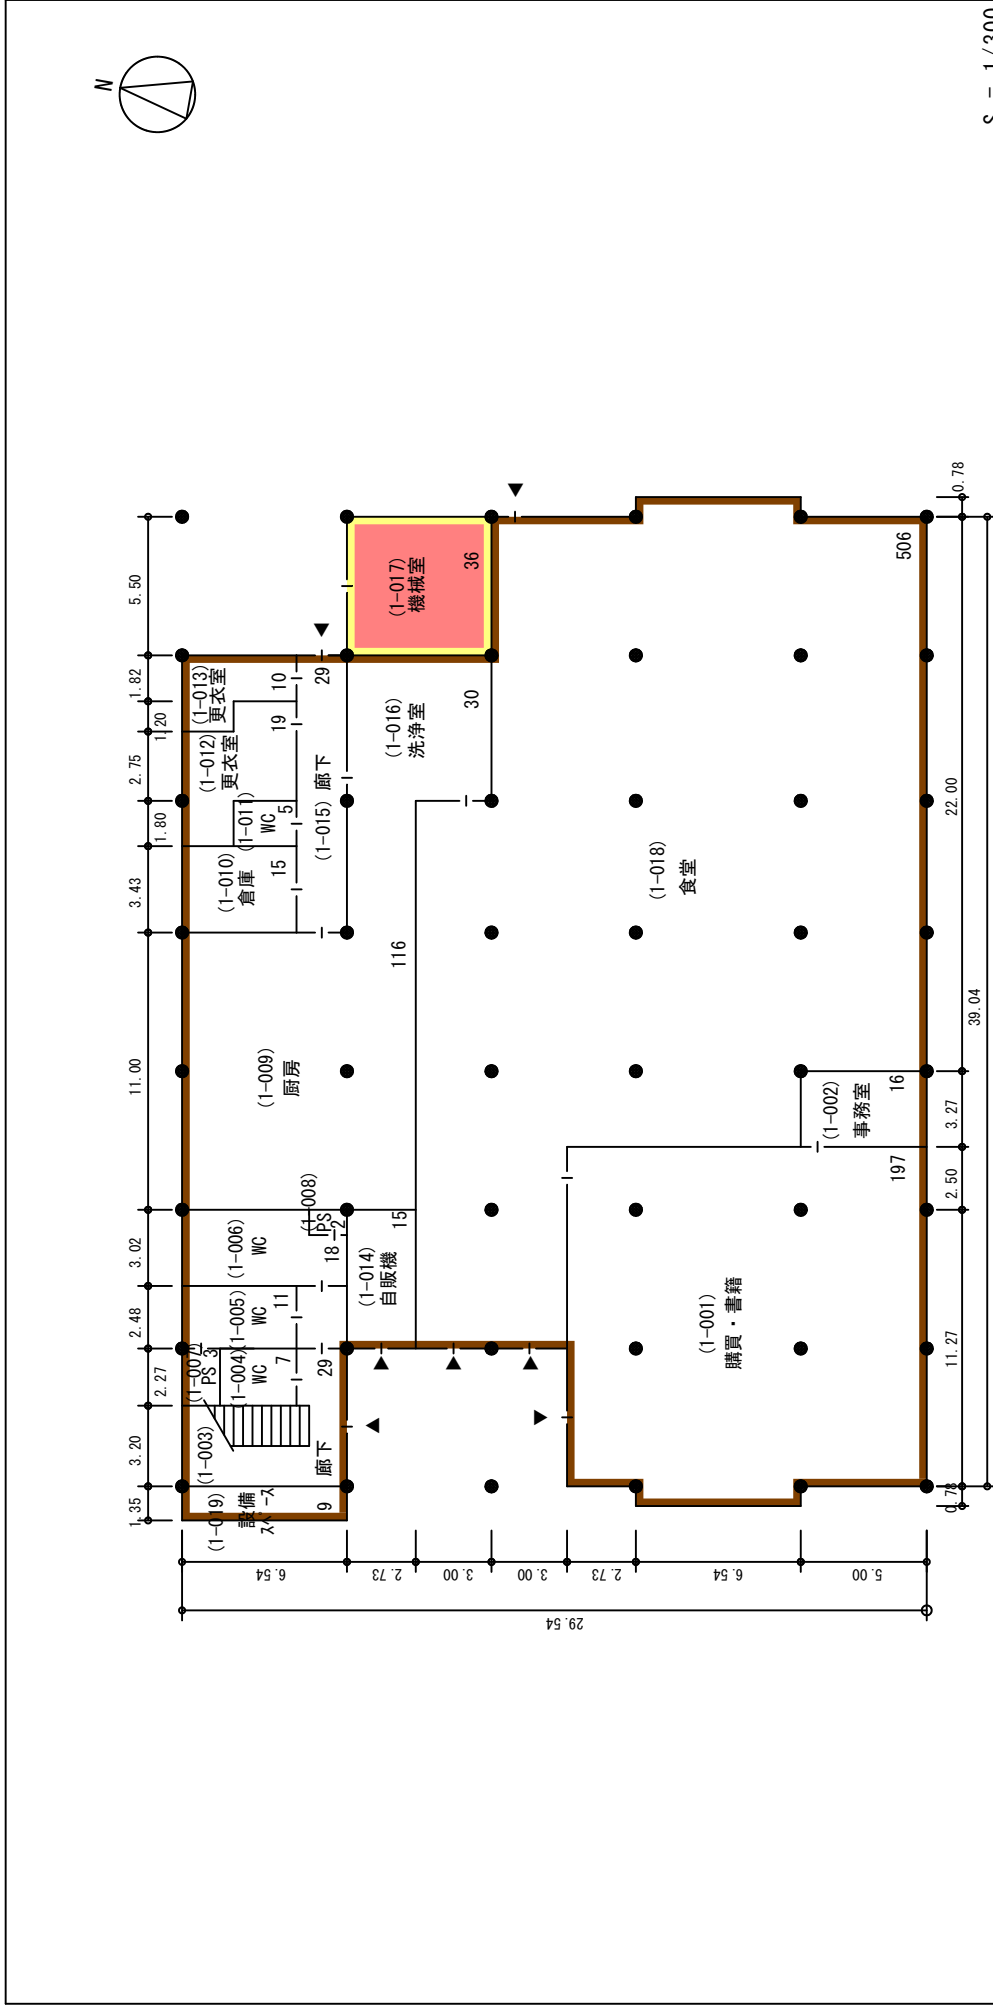 N
S = 1/300
1.35
3.20
2.27
2.48
3.02
11.00
3.43
1.80
2.75
1.20
1.82
5.50
(1-019)
設備
スペース
9
(1-003)
廊下
29
(1-007)
PS 3
(1-004)
WC
7
(1-005)
WC
11
(1-006)
WC
18
(1-008)
PS
2
(1-009)
厨房
116
(1-010)
倉庫
15
(1-011)
WC
5
(1-012)
更衣室
19
(1-013)
更衣室
10
(1-015) 廊下
29
(1-014)
自販機
15
(1-016)
洗浄室
30
(1-017)
機械室
36
(1-018)
食堂
506
(1-001)
購買・書籍
197
(1-002)
事務室
16
6.54
2.73
3.00
3.00
2.73
6.54
5.00
29.54
0.78
11.27
2.50
3.27
22.00
0.78
39.04